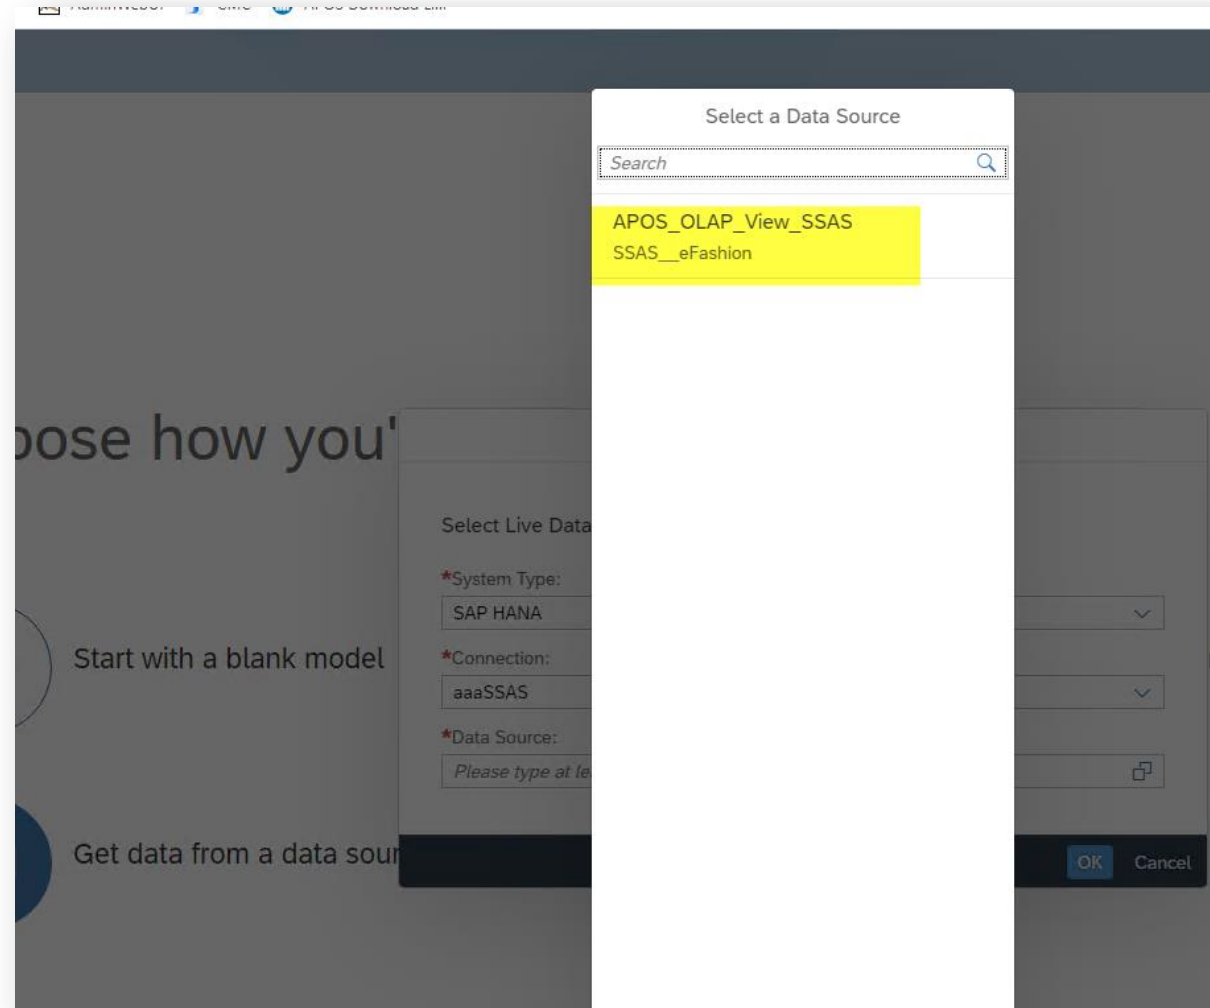 Select a Data Source
Search
APOS_OLAP_View_SSAS
SSAS__eFashion
oose how you'
Select Live Data
*System Type:
SAP HANA
Start with a blank model
*Connection:
aaaSSAS
*Data Source:
Please type at le
Get data from a data sour
OK Cancel